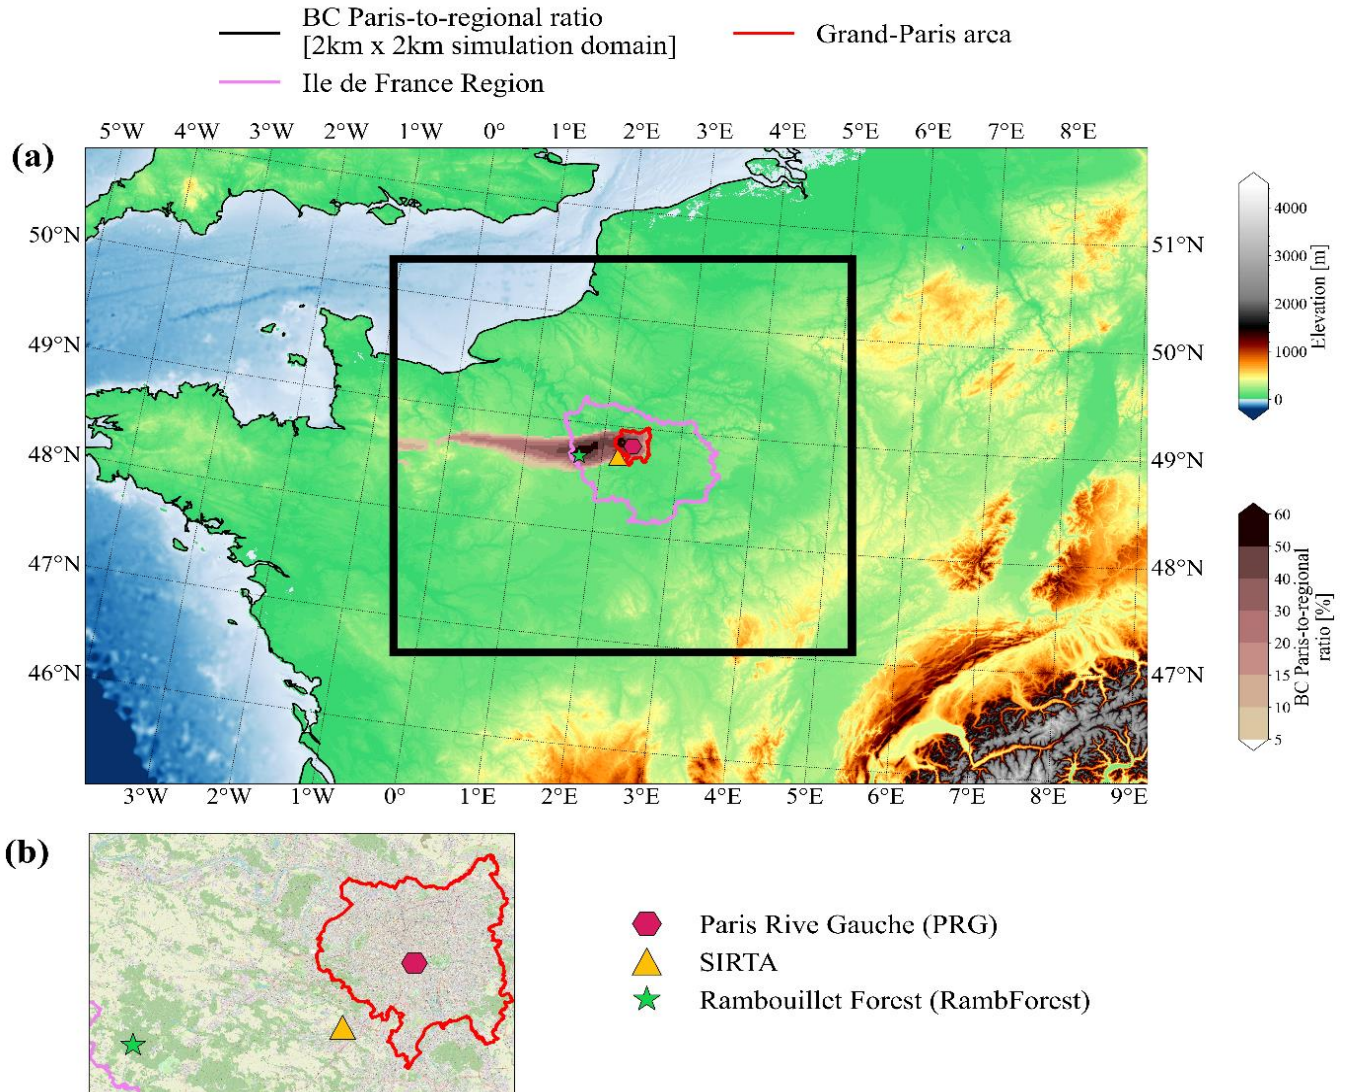 BC Paris-to-regional ratio
[2km x 2km simulation domain]
Grand-Paris area
Ile de France Region
(a)
5°W 4°W 3°W 2°W 1°W 0° 1°E 2°E 3°E 4°E 5°E 6°E 7°E 8°E
50°N
49°N
48°N
47°N
46°N
51°N
50°N
49°N
48°N
47°N
3°W 2°W 1°W 0° 1°E 2°E 3°E 4°E 5°E 6°E 7°E 8°E 9°E
4000
3000
2000
1000
0
Elevation [m]
60
50
40
30
20
15
10
5
BC Paris-to-regional
ratio [%]
(b)
Paris Rive Gauche (PRG)
SIRTA
Rambouillet Forest (RambForest)